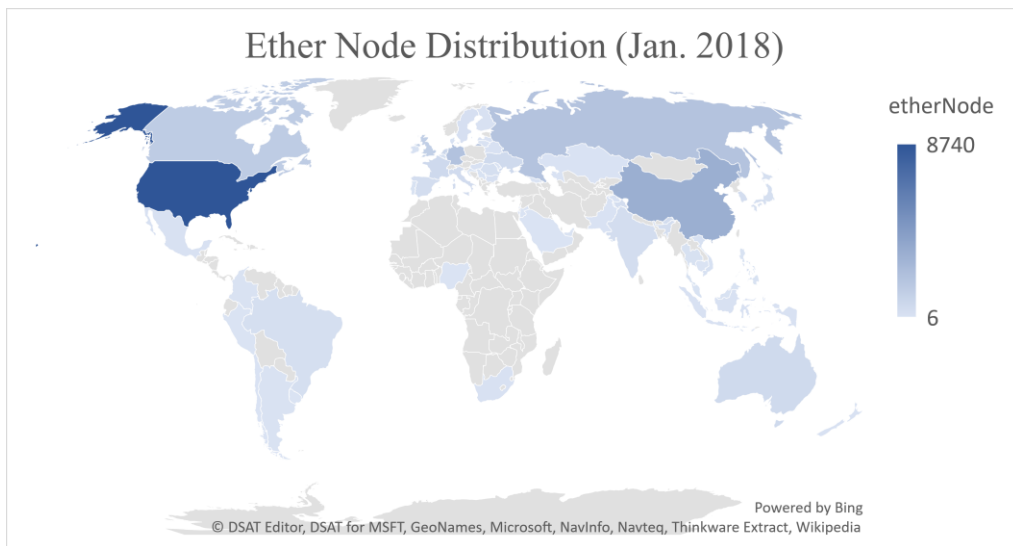 Ether Node Distribution (Jan. 2018)
etherNode
8740
6
Powered by Bing
© DSAT Editor, DSAT for MSFT, GeoNames, Microsoft, NavInfo, Navteq, Thinkware Extract, Wikipedia